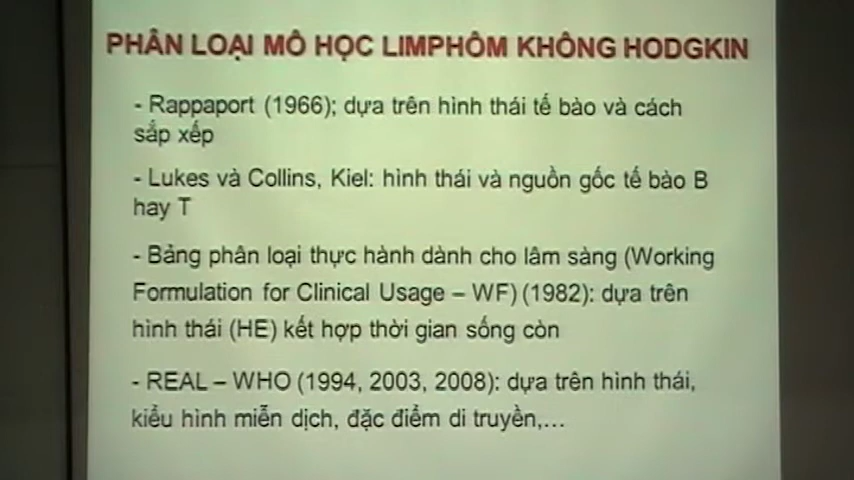 PHÂN LOẠI MÔ HỌC LIMPHÔM KHÔNG HODGKIN
- Rappaport (1966); dựa trên hình thái tế bào và cách
sắp xếp
- Lukes và Collins, Kiel: hình thái và nguồn gốc tế bào B
hay T
- Bảng phân loại thực hành dành cho lâm sàng (Working
Formulation for Clinical Usage – WF) (1982): dựa trên
hình thái (HE) kết hợp thời gian sống còn
- REAL – WHO (1994, 2003, 2008): dựa trên hình thái,
kiểu hình miễn dịch, đặc điểm di truyền,…